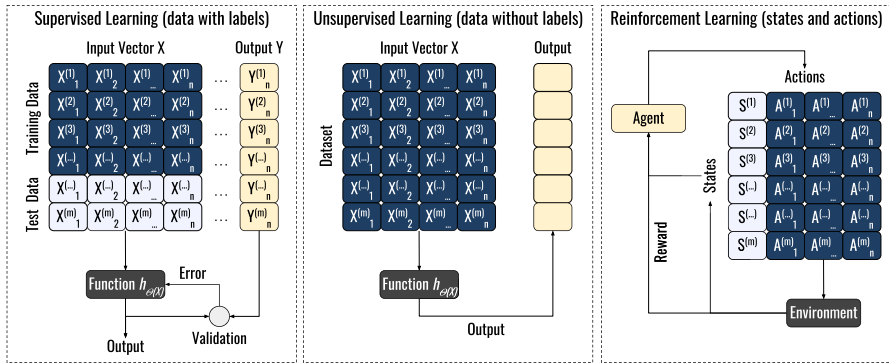 Supervised Learning (data with labels)
Input Vector X
Output Y
Training Data
Test Data
X(1)1 X(1)2 X(1)... X(1)n ... Y(1)n
X(2)1 X(2)2 X(2)... X(2)n ... Y(2)n
X(3)1 X(3)2 X(3)... X(3)n ... Y(3)n
X(...)1 X(...)2 X(...)... X(...)n ... Y(...)n
X(...)1 X(...)2 X(...)... X(...)n ... Y(...)n
X(m)1 X(m)2 X(m)... X(m)n ... Y(m)n
Function hΘ(X)
Error
Validation
Output
Unsupervised Learning (data without labels)
Input Vector X
Output
Dataset
X(1)1 X(1)2 X(1)... X(1)n ...
X(2)1 X(2)2 X(2)... X(2)n ...
X(3)1 X(3)2 X(3)... X(3)n ...
X(...)1 X(...)2 X(...)... X(...)n ...
X(...)1 X(...)2 X(...)... X(...)n ...
X(m)1 X(m)2 X(m)... X(m)n ...
Function hΘ(X)
Output
Reinforcement Learning (states and actions)
Actions
Agent
States
Reward
S(1) A(1)1 A(1)... A(1)n
S(2) A(2)1 A(2)... A(2)n
S(3) A(3)1 A(3)... A(3)n
S(...) A(...)1 A(...)... A(...)n
S(...) A(...)1 A(...)... A(...)n
S(m) A(m)1 A(m)... A(m)n
Environment